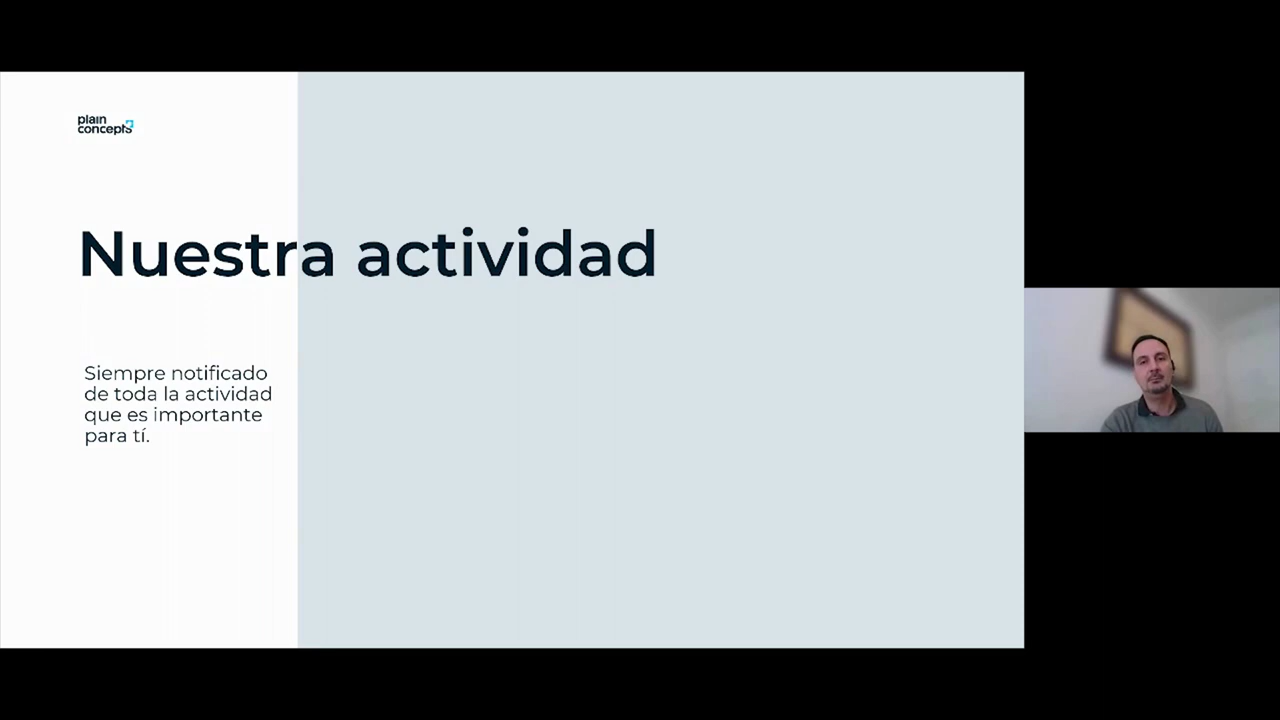 plain
concepts
Nuestra actividad
Siempre notificado
de toda la actividad
que es importante
para tí.